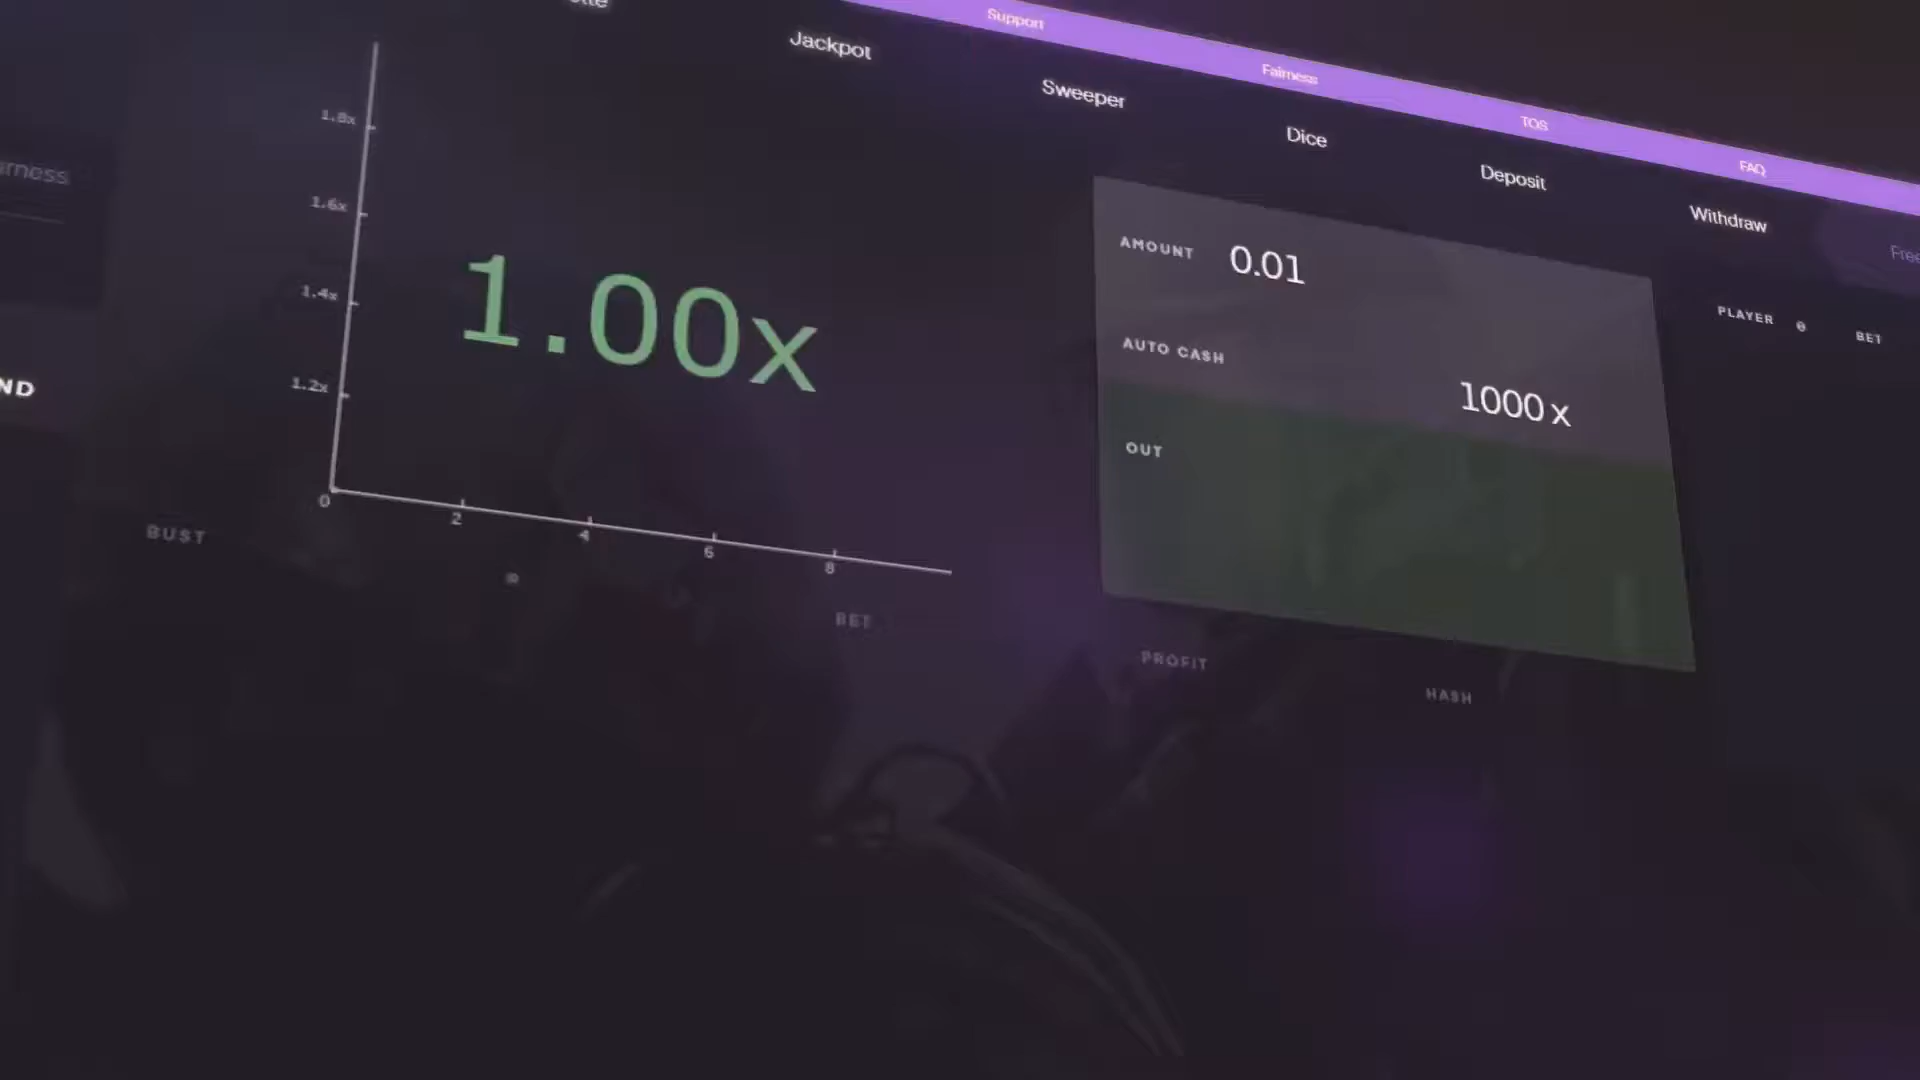 Support
Fairness
TOS
FAQ
Jackpot
Sweeper
Dice
Deposit
Withdraw
1.8x
1.6x
1.4x
1.2x
0
2
4
6
8
1.00x
AMOUNT 0.01
AUTO CASH
1000 x
OUT
PLAYER 0 BET
BUST
@
BET
PROFIT
HASH